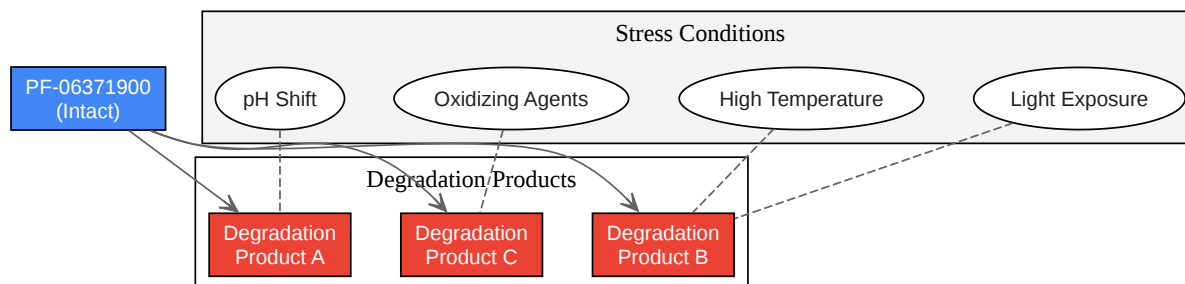 Stress Conditions
PF-06371900
(Intact)
pH Shift
Oxidizing Agents
High Temperature
Light Exposure
Degradation Products
Degradation
Product A
Degradation
Product C
Degradation
Product B